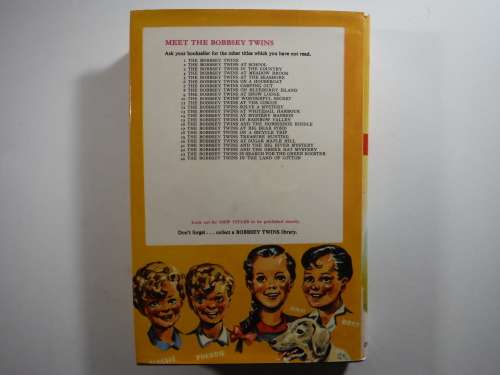 MEET THE BOBBSEY TWINS
Ask your bookseller for the other titles which you have not read.
1 THE BOBBSEY TWINS
2 THE BOBBSEY TWINS AT SCHOOL
3 THE BOBBSEY TWINS IN THE COUNTRY
4 THE BOBBSEY TWINS AT MEADOW BROOK
5 THE BOBBSEY TWINS AT THE SEASHORE
6 THE BOBBSEY TWINS ON A HOUSEBOAT
7 THE BOBBSEY TWINS CAMPING OUT
8 THE BOBBSEY TWINS ON BLUEBERRY ISLAND
9 THE BOBBSEY TWINS AT SNOW LODGE
10 THE BOBBSEY TWINS' WONDERFUL SECRET
11 THE BOBBSEY TWINS AT THE CIRCUS
12 THE BOBBSEY TWINS SOLVE A MYSTERY
13 THE BOBBSEY TWINS AT WHITESAIL HARBOUR
14 THE BOBBSEY TWINS AT MYSTERY MANSION
15 THE BOBBSEY TWINS IN RAINBOW VALLEY
16 THE BOBBSEY TWINS AND THE HORSESHOE RIDDLE
17 THE BOBBSEY TWINS AT BIG BEAR POND
18 THE BOBBSEY TWINS ON A BICYCLE TRIP
19 THE BOBBSEY TWINS TREASURE HUNTING
20 THE BOBBSEY TWINS AT SUGAR MAPLE HILL
21 THE BOBBSEY TWINS AND THE BIG RIVER MYSTERY
22 THE BOBBSEY TWINS AND THE GREEK HAT MYSTERY
23 THE BOBBSEY TWINS IN SEARCH FOR THE GREEN ROOSTER
24 THE BOBBSEY TWINS IN THE LAND OF COTTON
Look out for NEW TITLES to be published shortly.
Don't forget . . . collect a BOBBSEY TWINS library.
NAN
BERT
FREDDIE